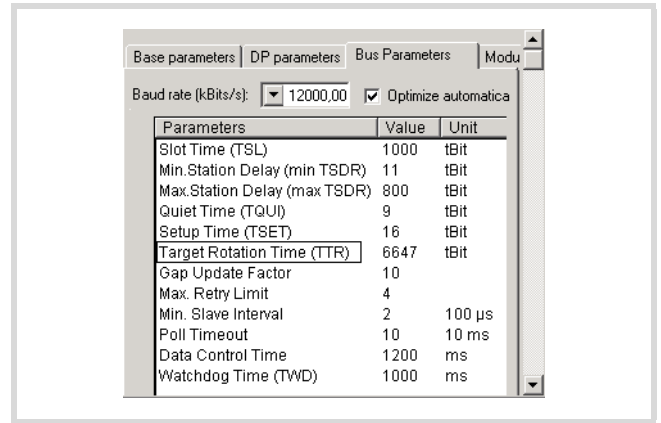 Base parameters DP parameters Bus Parameters Modu
Baud rate (kBits/s): 12000,00 Optimize automatica
Parameters Value Unit
Slot Time (TSL) 1000 tBit
Min.Station Delay (min TSDR) 11 tBit
Max.Station Delay (max TSDR) 800 tBit
Quiet Time (TQUI) 9 tBit
Setup Time (TSET) 16 tBit
Target Rotation Time (TTR) 6647 tBit
Gap Update Factor 10
Max. Retry Limit 4
Min. Slave Interval 2 100 µs
Poll Timeout 10 10 ms
Data Control Time 1200 ms
Watchdog Time (TWD) 1000 ms